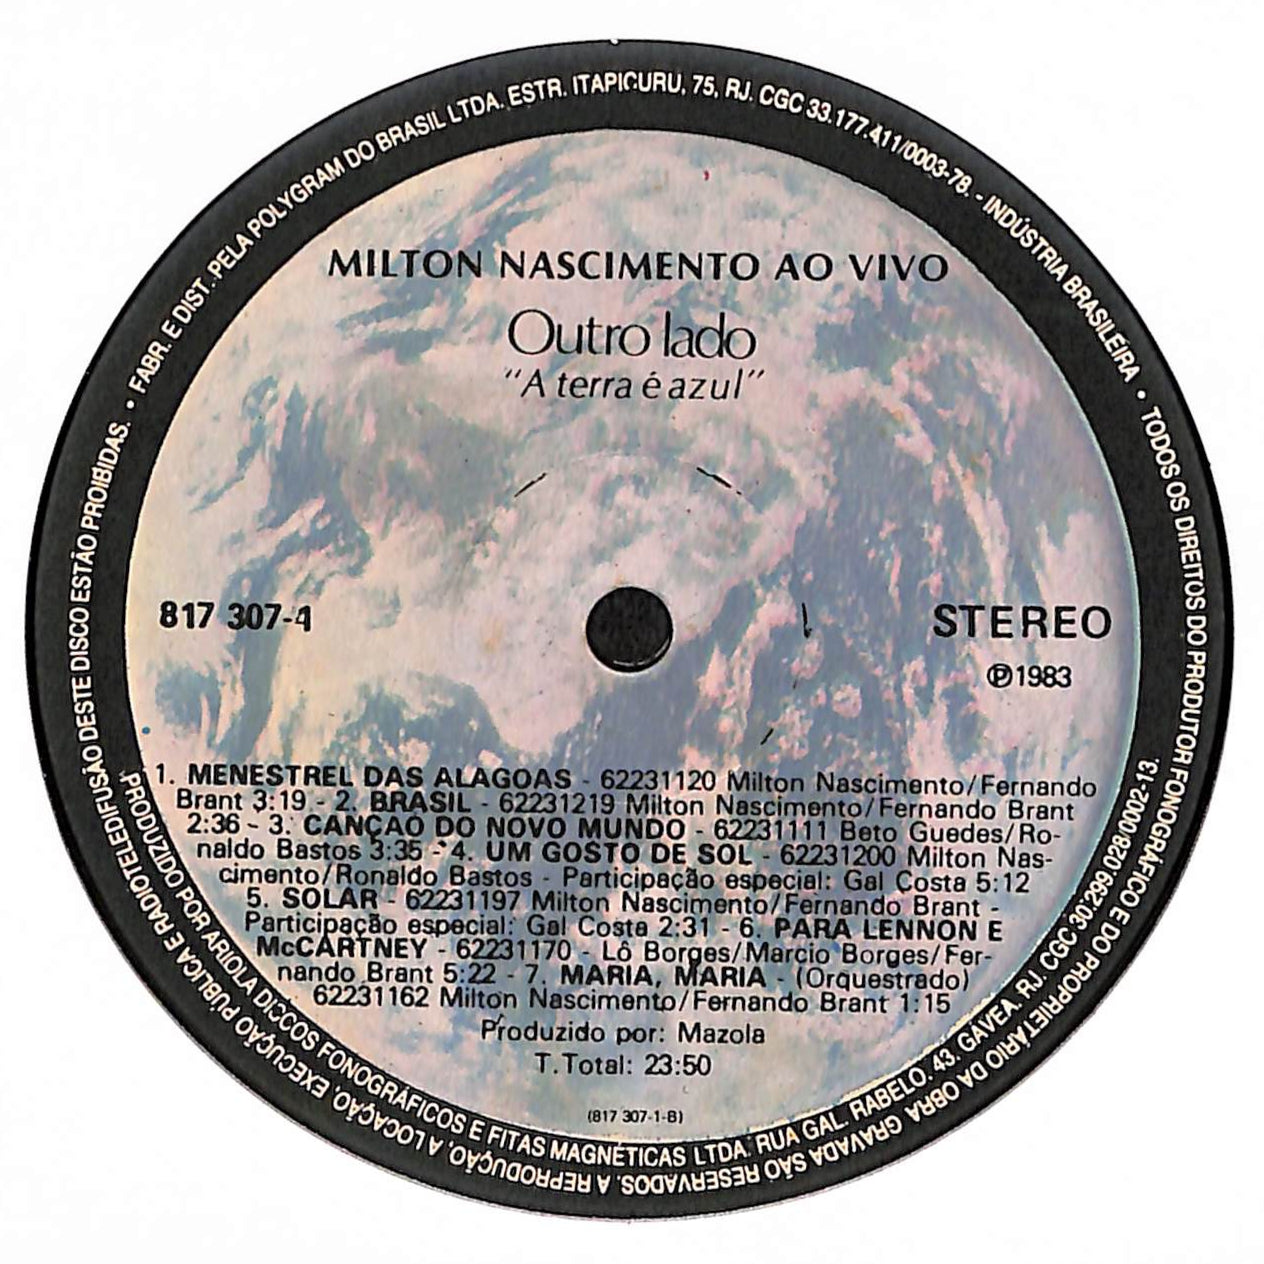 MILTON NASCIMENTO AO VIVO
Outro lado
"A terra é azul"
817 307-1
STEREO
℗1983
1. MENESTREL DAS ALAGOAS - 62231120 Milton Nascimento/Fernando
Brant 3:19 - 2. BRASIL - 62231219 Milton Nascimento/Fernando Brant
2:36 - 3. CANÇÃO DO NOVO MUNDO - 62231111 Beto Guedes/Ro-
naldo Bastos 3:35 - 4. UM GOSTO DE SOL - 62231200 Milton Nas-
cimento/Ronaldo Bastos - Participação especial: Gal Costa 5:12
5. SOLAR - 62231197 Milton Nascimento/Fernando Brant -
Participação especial: Gal Costa 2:31 - 6. PARA LENNON E
McCARTNEY - 62231170 - Lô Borges/Marcio Borges/Fer-
nando Brant 5:22 - 7. MARIA, MARIA - (Orquestrado)
62231162 Milton Nascimento/Fernando Brant 1:15
Produzido por: Mazola
T.Total: 23:50
(817 307-1-B)
PRODUZIDO POR ARIOLA DICCOS FONOGRÁFICOS E FITAS MAGNÉTICAS LTDA. RUA GAL. RABELO, 43. GÁVEA. RJ. CGC 30.299.028/0002-13.
• FABR. E DIST. PELA POLYGRAM DO BRASIL LTDA. ESTR. ITAPICURU, 75, RJ. CGC 33.177.411/0003-78. - INDÚSTRIA BRASILEIRA • TODOS OS DIREITOS DO PRODUTOR FONOGRÁFICO E DO PROPRIETÁRIO DA OBRA GRAVADA SÃO RESERVADOS. A REPRODUÇÃO, A LOCAÇÃO, EXECUÇÃO PÚBLICA E RADIOTELEDIFUSÃO DESTE DISCO ESTÃO PROIBIDAS.